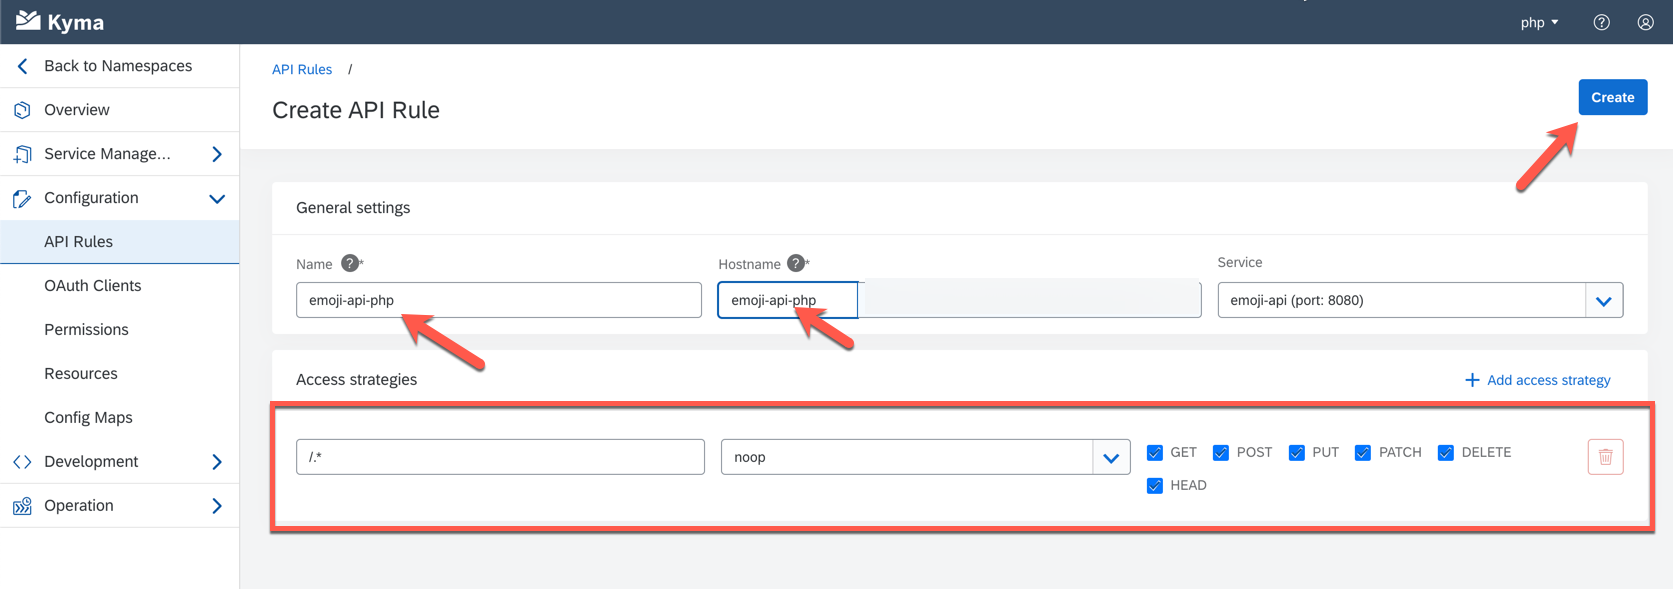 Kyma
php
Back to Namespaces
Overview
Service Manage...
Configuration
API Rules
OAuth Clients
Permissions
Resources
Config Maps
Development
Operation
API Rules /
Create API Rule
Create
General settings
Name ?*
Hostname ?*
Service
emoji-api-php
emoji-api-php
emoji-api (port: 8080)
Access strategies
+ Add access strategy
/.*
noop
GET POST PUT PATCH DELETE
HEAD